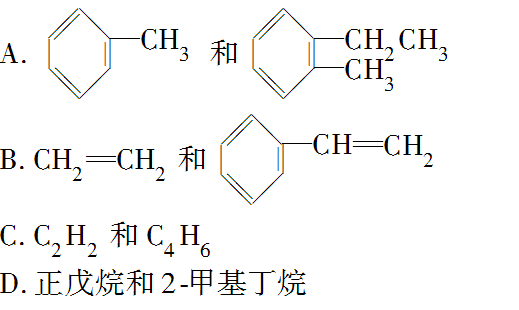 A. —CH₃ 和 —CH₂CH₃ —CH₃
B. CH₂=CH₂ 和 —CH=CH₂
C. C₂H₂ 和 C₄H₆
D. 正戊烷和2-甲基丁烷